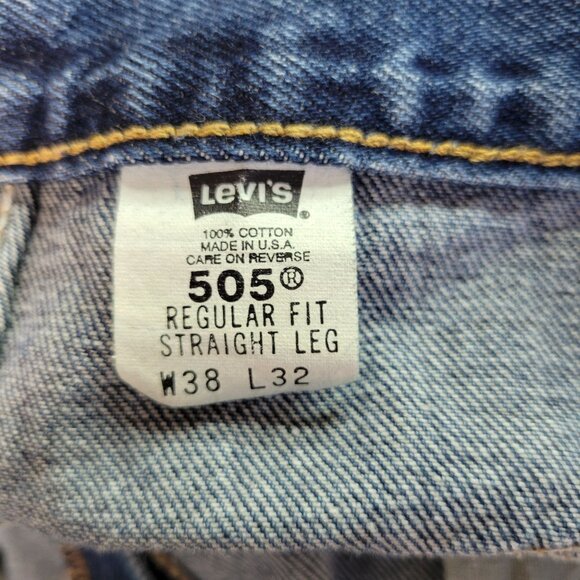 Levi's ®
100% COTTON
MADE IN U.S.A.
CARE ON REVERSE
505®
REGULAR FIT
STRAIGHT LEG
W38 L32